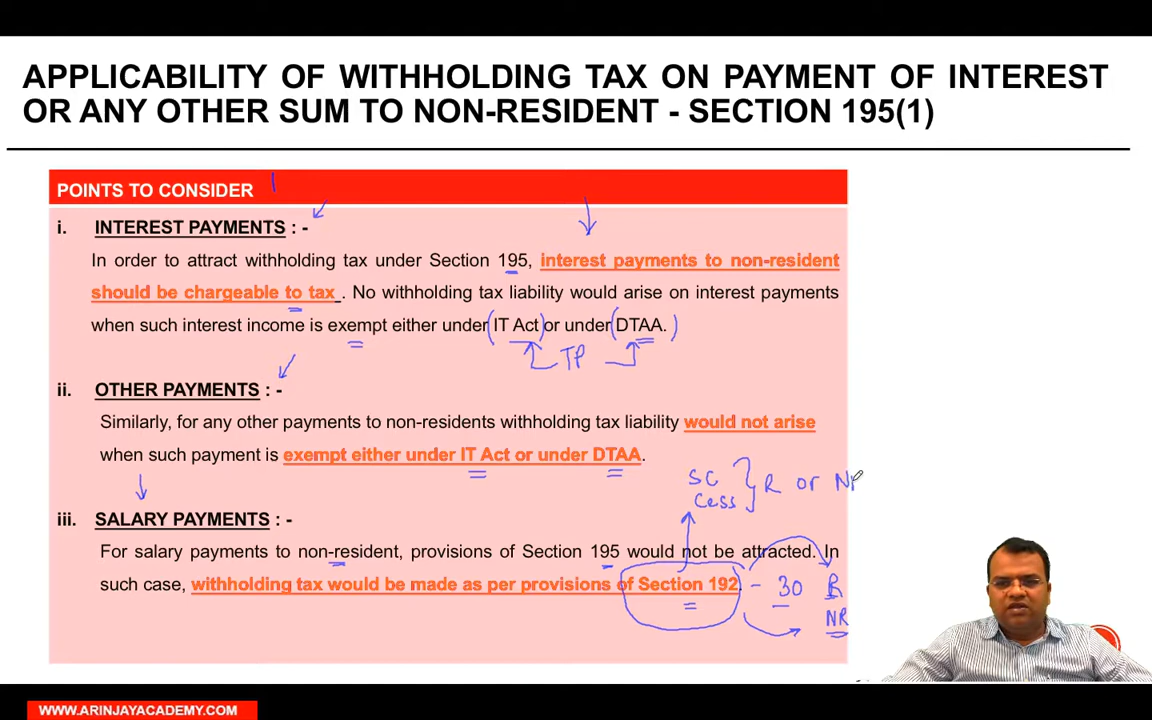 APPLICABILITY OF WITHHOLDING TAX ON PAYMENT OF INTEREST
OR ANY OTHER SUM TO NON-RESIDENT - SECTION 195(1)
POINTS TO CONSIDER
i. INTEREST PAYMENTS : -
In order to attract withholding tax under Section 195, interest payments to non-resident
should be chargeable to tax . No withholding tax liability would arise on interest payments
when such interest income is exempt either under (IT Act) or under (DTAA.)
TP
ii. OTHER PAYMENTS : -
Similarly, for any other payments to non-residents withholding tax liability would not arise
when such payment is exempt either under IT Act or under DTAA.
SC
Cess } R or NR
iii. SALARY PAYMENTS : -
For salary payments to non-resident, provisions of Section 195 would not be attracted. In
such case, withholding tax would be made as per provisions of Section 192. - 30 R
NR
WWW.ARINJAYACADEMY.COM